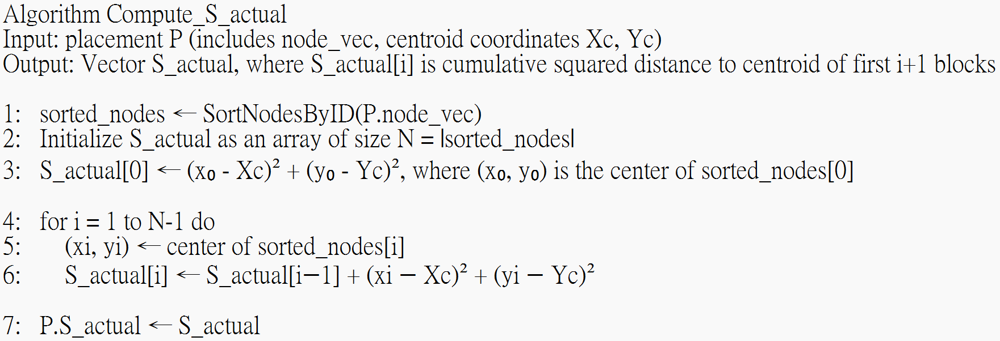 Algorithm Compute_S_actual
Input: placement P (includes node_vec, centroid coordinates Xc, Yc)
Output: Vector S_actual, where S_actual[i] is cumulative squared distance to centroid of first i+1 blocks
1: sorted_nodes ← SortNodesByID(P.node_vec)
2: Initialize S_actual as an array of size N = |sorted_nodes|
3: S_actual[0] ← (x₀ - Xc)² + (y₀ - Yc)², where (x₀, y₀) is the center of sorted_nodes[0]
4: for i = 1 to N-1 do
5: (xi, yi) ← center of sorted_nodes[i]
6: S_actual[i] ← S_actual[i−1] + (xi − Xc)² + (yi − Yc)²
7: P.S_actual ← S_actual